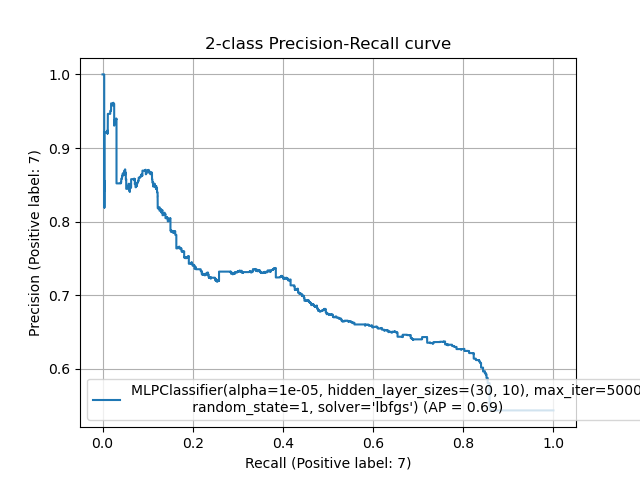 2-class Precision-Recall curve
Precision (Positive label: 7)
1.0
0.9
0.8
0.7
0.6
MLPClassifier(alpha=1e-05, hidden_layer_sizes=(30, 10), max_iter=5000
random_state=1, solver='lbfgs') (AP = 0.69)
0.0 0.2 0.4 0.6 0.8 1.0
Recall (Positive label: 7)